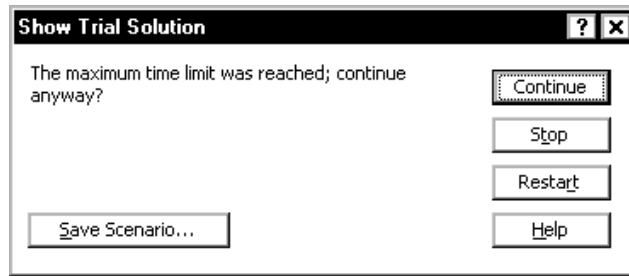 Show Trial Solution
? X
The maximum time limit was reached; continue
anyway?
Continue
Stop
Restart
Save Scenario...
Help